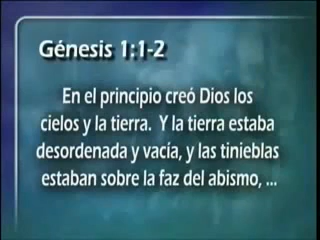 Génesis 1:1-2
En el principio creó Dios los
cielos y la tierra.  Y la tierra estaba
desordenada y vacía, y las tinieblas
estaban sobre la faz del abismo, ...